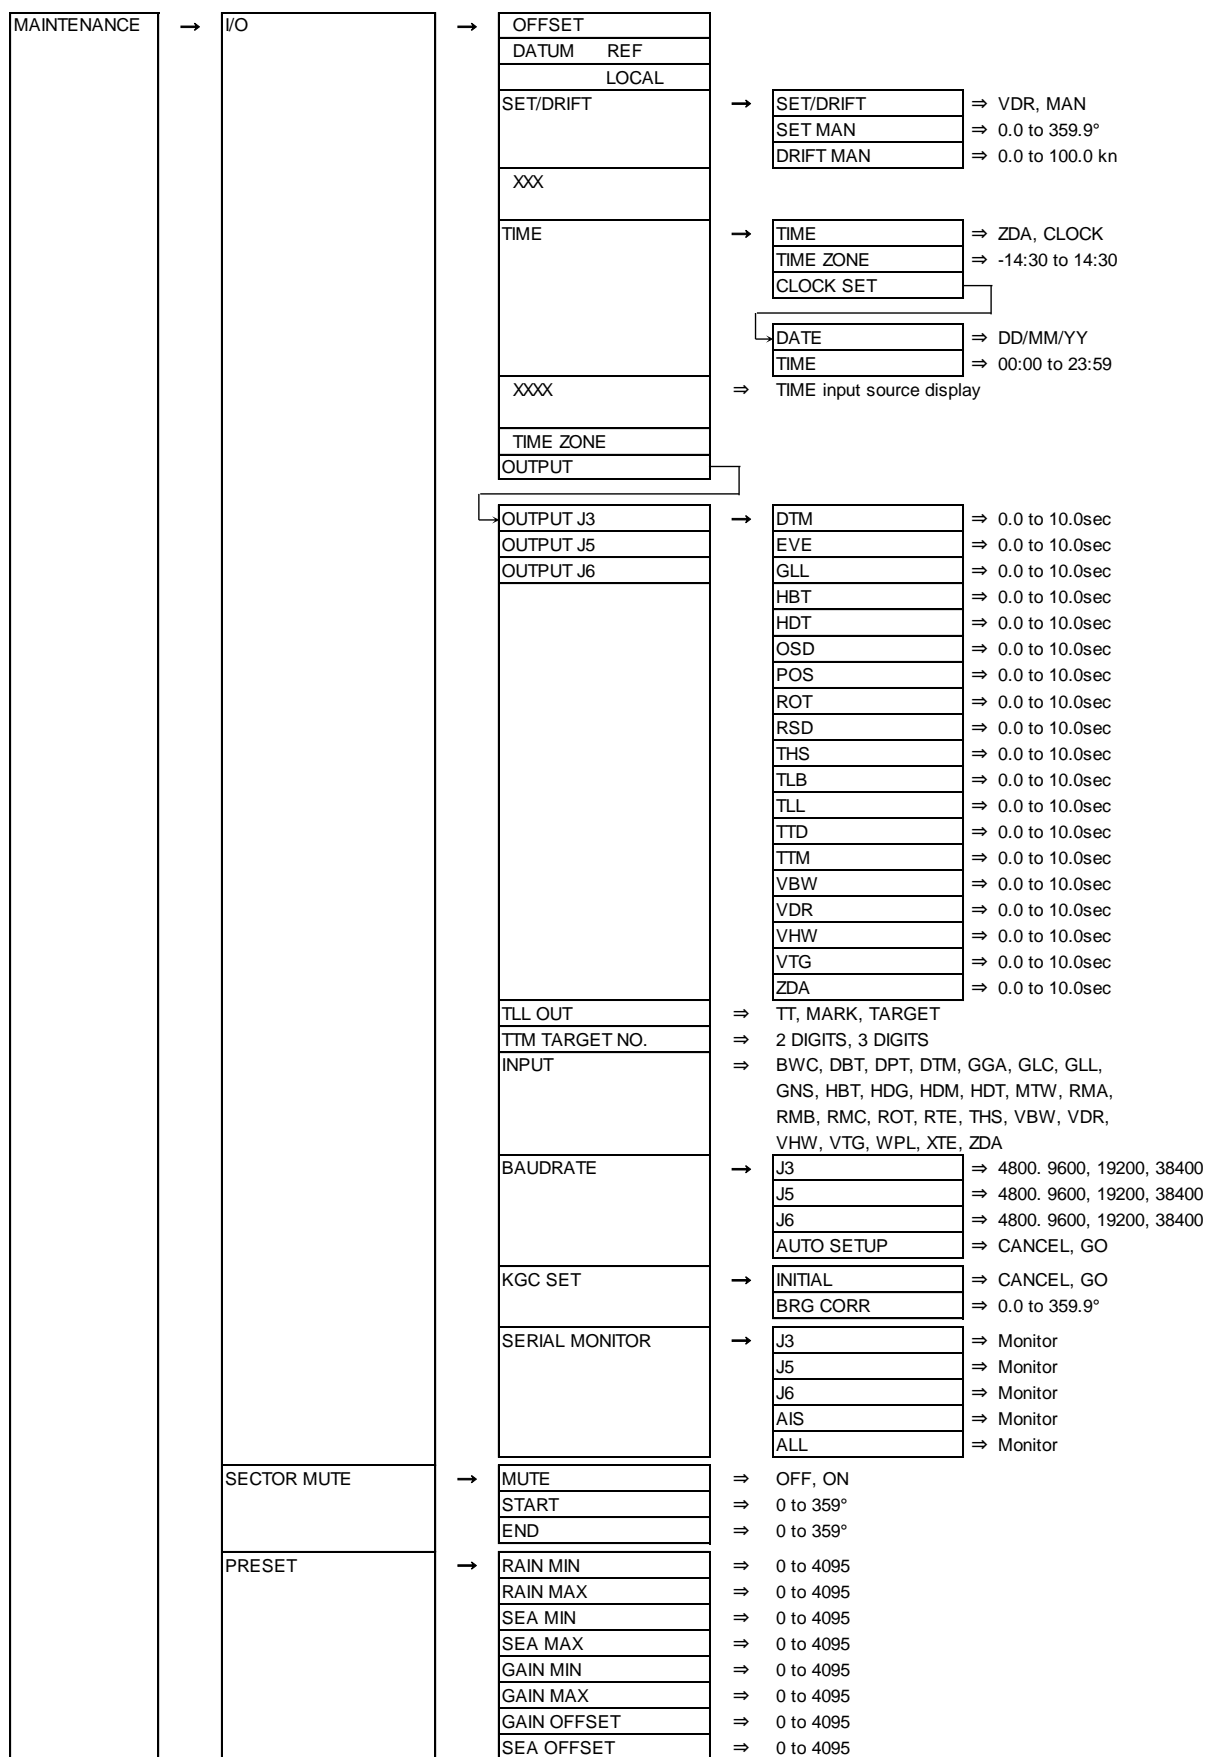 MAINTENANCE → I/O → OFFSET
DATUM REF
LOCAL
SET/DRIFT → SET/DRIFT ⇒ VDR, MAN
SET MAN ⇒ 0.0 to 359.9°
DRIFT MAN ⇒ 0.0 to 100.0 kn
XXX
TIME → TIME ⇒ ZDA, CLOCK
TIME ZONE ⇒ -14:30 to 14:30
CLOCK SET
DATE ⇒ DD/MM/YY
TIME ⇒ 00:00 to 23:59
XXXX ⇒ TIME input source display
TIME ZONE
OUTPUT
OUTPUT J3 → DTM ⇒ 0.0 to 10.0sec
OUTPUT J5 EVE ⇒ 0.0 to 10.0sec
OUTPUT J6 GLL ⇒ 0.0 to 10.0sec
HBT ⇒ 0.0 to 10.0sec
HDT ⇒ 0.0 to 10.0sec
OSD ⇒ 0.0 to 10.0sec
POS ⇒ 0.0 to 10.0sec
ROT ⇒ 0.0 to 10.0sec
RSD ⇒ 0.0 to 10.0sec
THS ⇒ 0.0 to 10.0sec
TLB ⇒ 0.0 to 10.0sec
TLL ⇒ 0.0 to 10.0sec
TTD ⇒ 0.0 to 10.0sec
TTM ⇒ 0.0 to 10.0sec
VBW ⇒ 0.0 to 10.0sec
VDR ⇒ 0.0 to 10.0sec
VHW ⇒ 0.0 to 10.0sec
VTG ⇒ 0.0 to 10.0sec
ZDA ⇒ 0.0 to 10.0sec
TLL OUT ⇒ TT, MARK, TARGET
TTM TARGET NO. ⇒ 2 DIGITS, 3 DIGITS
INPUT ⇒ BWC, DBT, DPT, DTM, GGA, GLC, GLL,
GNS, HBT, HDG, HDM, HDT, MTW, RMA,
RMB, RMC, ROT, RTE, THS, VBW, VDR,
VHW, VTG, WPL, XTE, ZDA
BAUDRATE → J3 ⇒ 4800. 9600, 19200, 38400
J5 ⇒ 4800. 9600, 19200, 38400
J6 ⇒ 4800. 9600, 19200, 38400
AUTO SETUP ⇒ CANCEL, GO
KGC SET → INITIAL ⇒ CANCEL, GO
BRG CORR ⇒ 0.0 to 359.9°
SERIAL MONITOR → J3 ⇒ Monitor
J5 ⇒ Monitor
J6 ⇒ Monitor
AIS ⇒ Monitor
ALL ⇒ Monitor
SECTOR MUTE → MUTE ⇒ OFF, ON
START ⇒ 0 to 359°
END ⇒ 0 to 359°
PRESET → RAIN MIN ⇒ 0 to 4095
RAIN MAX ⇒ 0 to 4095
SEA MIN ⇒ 0 to 4095
SEA MAX ⇒ 0 to 4095
GAIN MIN ⇒ 0 to 4095
GAIN MAX ⇒ 0 to 4095
GAIN OFFSET ⇒ 0 to 4095
SEA OFFSET ⇒ 0 to 4095